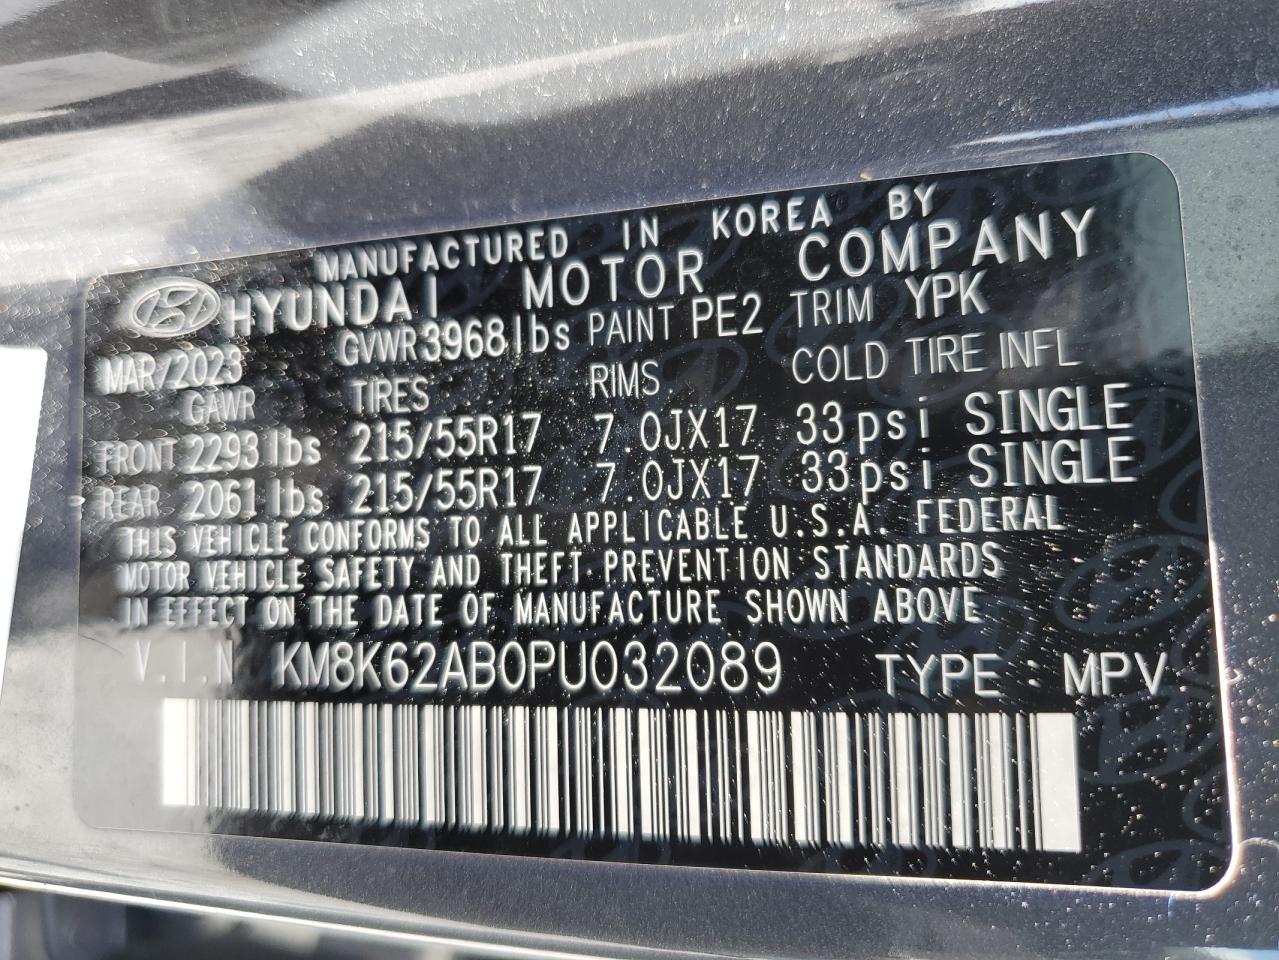 MANUFACTURED IN KOREA BY
HYUNDAI MOTOR COMPANY
MAR/2023 GVWR 3968 lbs PAINT PE2 TRIM YPK
GAWR TIRES RIMS COLD TIRE INFL
FRONT 2293 lbs 215/55R17 7.0JX17 33psi SINGLE
REAR 2061 lbs 215/55R17 7.0JX17 33psi SINGLE
THIS VEHICLE CONFORMS TO ALL APPLICABLE U.S.A. FEDERAL
MOTOR VEHICLE SAFETY AND THEFT PREVENTION STANDARDS
IN EFFECT ON THE DATE OF MANUFACTURE SHOWN ABOVE
V.I.N KM8K62AB0PU032089 TYPE: MPV